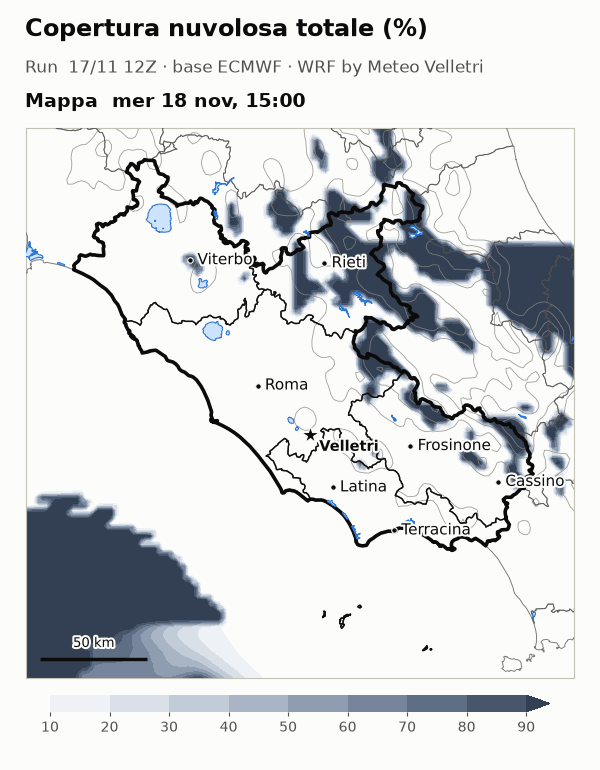 Copertura nuvolosa totale (%)
Run  17/11 12Z · base ECMWF · WRF by Meteo Velletri
Mappa  mer 18 nov, 15:00
Viterbo
Rieti
Roma
Velletri
Frosinone
Cassino
Latina
Terracina
50 km
10 20 30 40 50 60 70 80 90